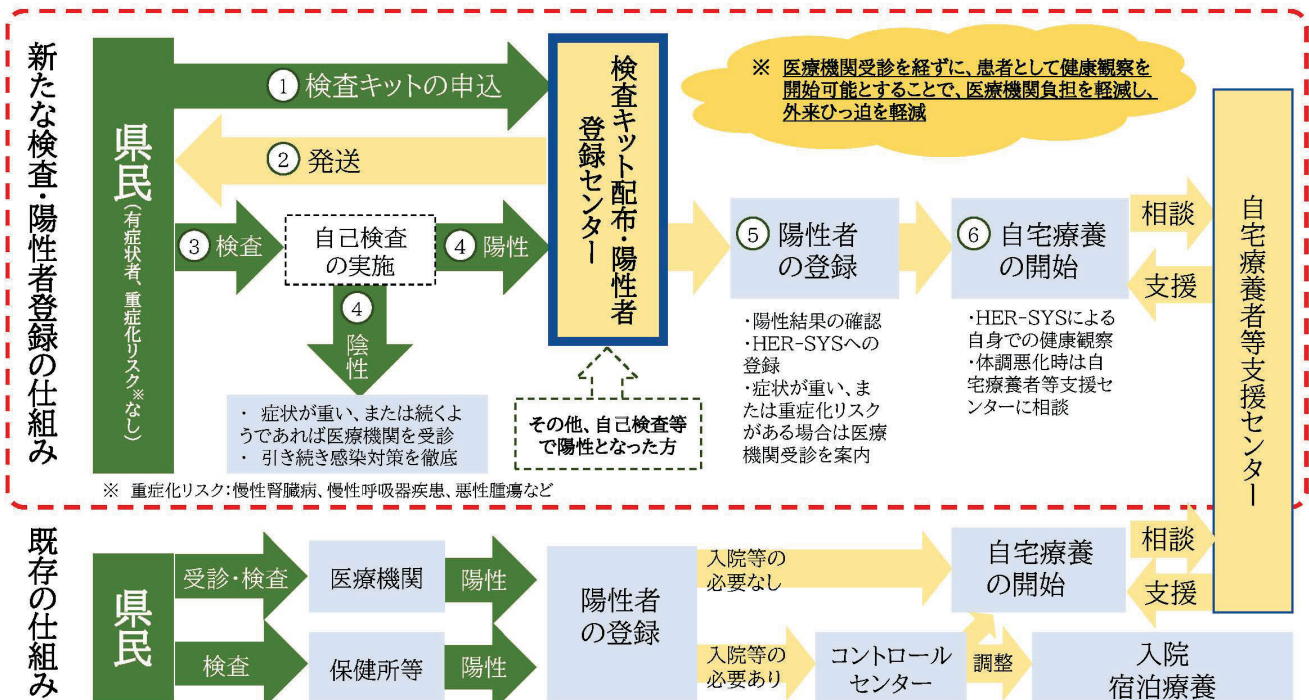 新たな検査・陽性者登録の仕組み
県民
(有症状者、重症化リスク※なし)
① 検査キットの申込
② 発送
③ 検査
自己検査
の実施
④ 陽性
④
陰性
・ 症状が重い、または続くよ
うであれば医療機関を受診
・ 引き続き感染対策を徹底
検査キット配布・陽性者
登録センター
その他、自己検査等
で陽性となった方
※ 医療機関受診を経ずに、患者として健康観察を
開始可能とすることで、医療機関負担を軽減し、
外来ひっ迫を軽減
⑤ 陽性者
の登録
・陽性結果の確認
・HER-SYSへの
登録
・症状が重い、ま
たは重症化リスク
がある場合は医療
機関受診を案内
⑥ 自宅療養
の開始
・HER-SYSによる
自身での健康観察
・体調悪化時は自
宅療養者等支援セ
ンターに相談
相談
支援
自宅療養者等支援センター
※ 重症化リスク:慢性腎臓病、慢性呼吸器疾患、悪性腫瘍など
既存の仕組み
県民
受診・検査
医療機関
陽性
検査
保健所等
陽性
陽性者
の登録
入院等の
必要なし
自宅療養
の開始
相談
支援
入院等の
必要あり
コントロール
センター
調整
入院
宿泊療養